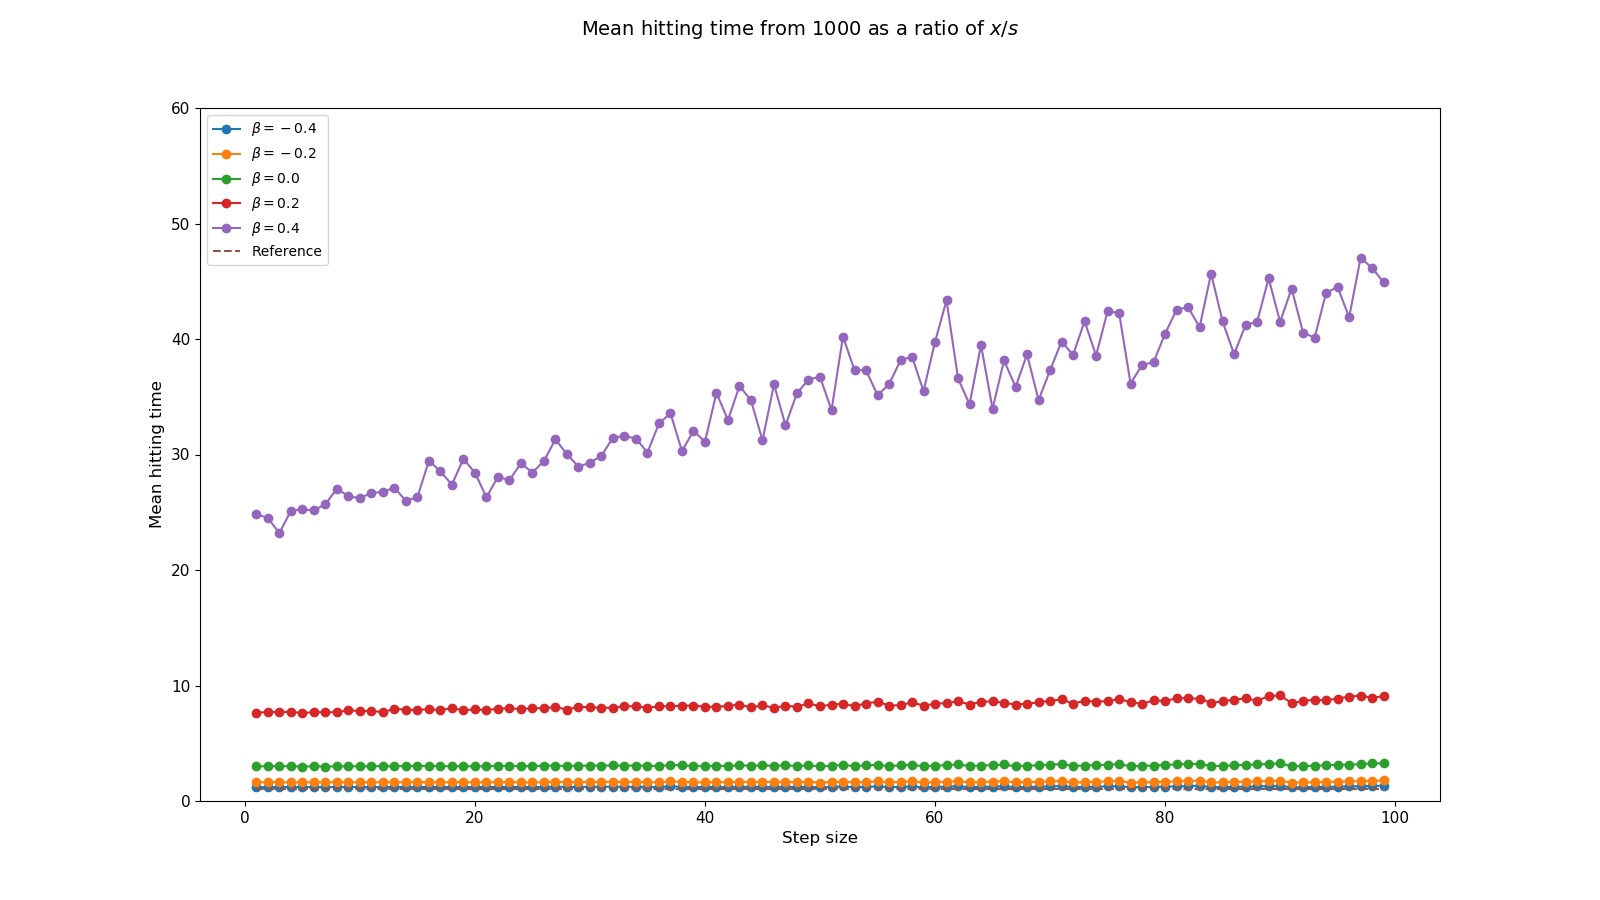 Mean hitting time from 1000 as a ratio of x/s
60
50
40
30
20
10
0
Mean hitting time
β = −0.4
β = −0.2
β = 0.0
β = 0.2
β = 0.4
Reference
0 20 40 60 80 100
Step size